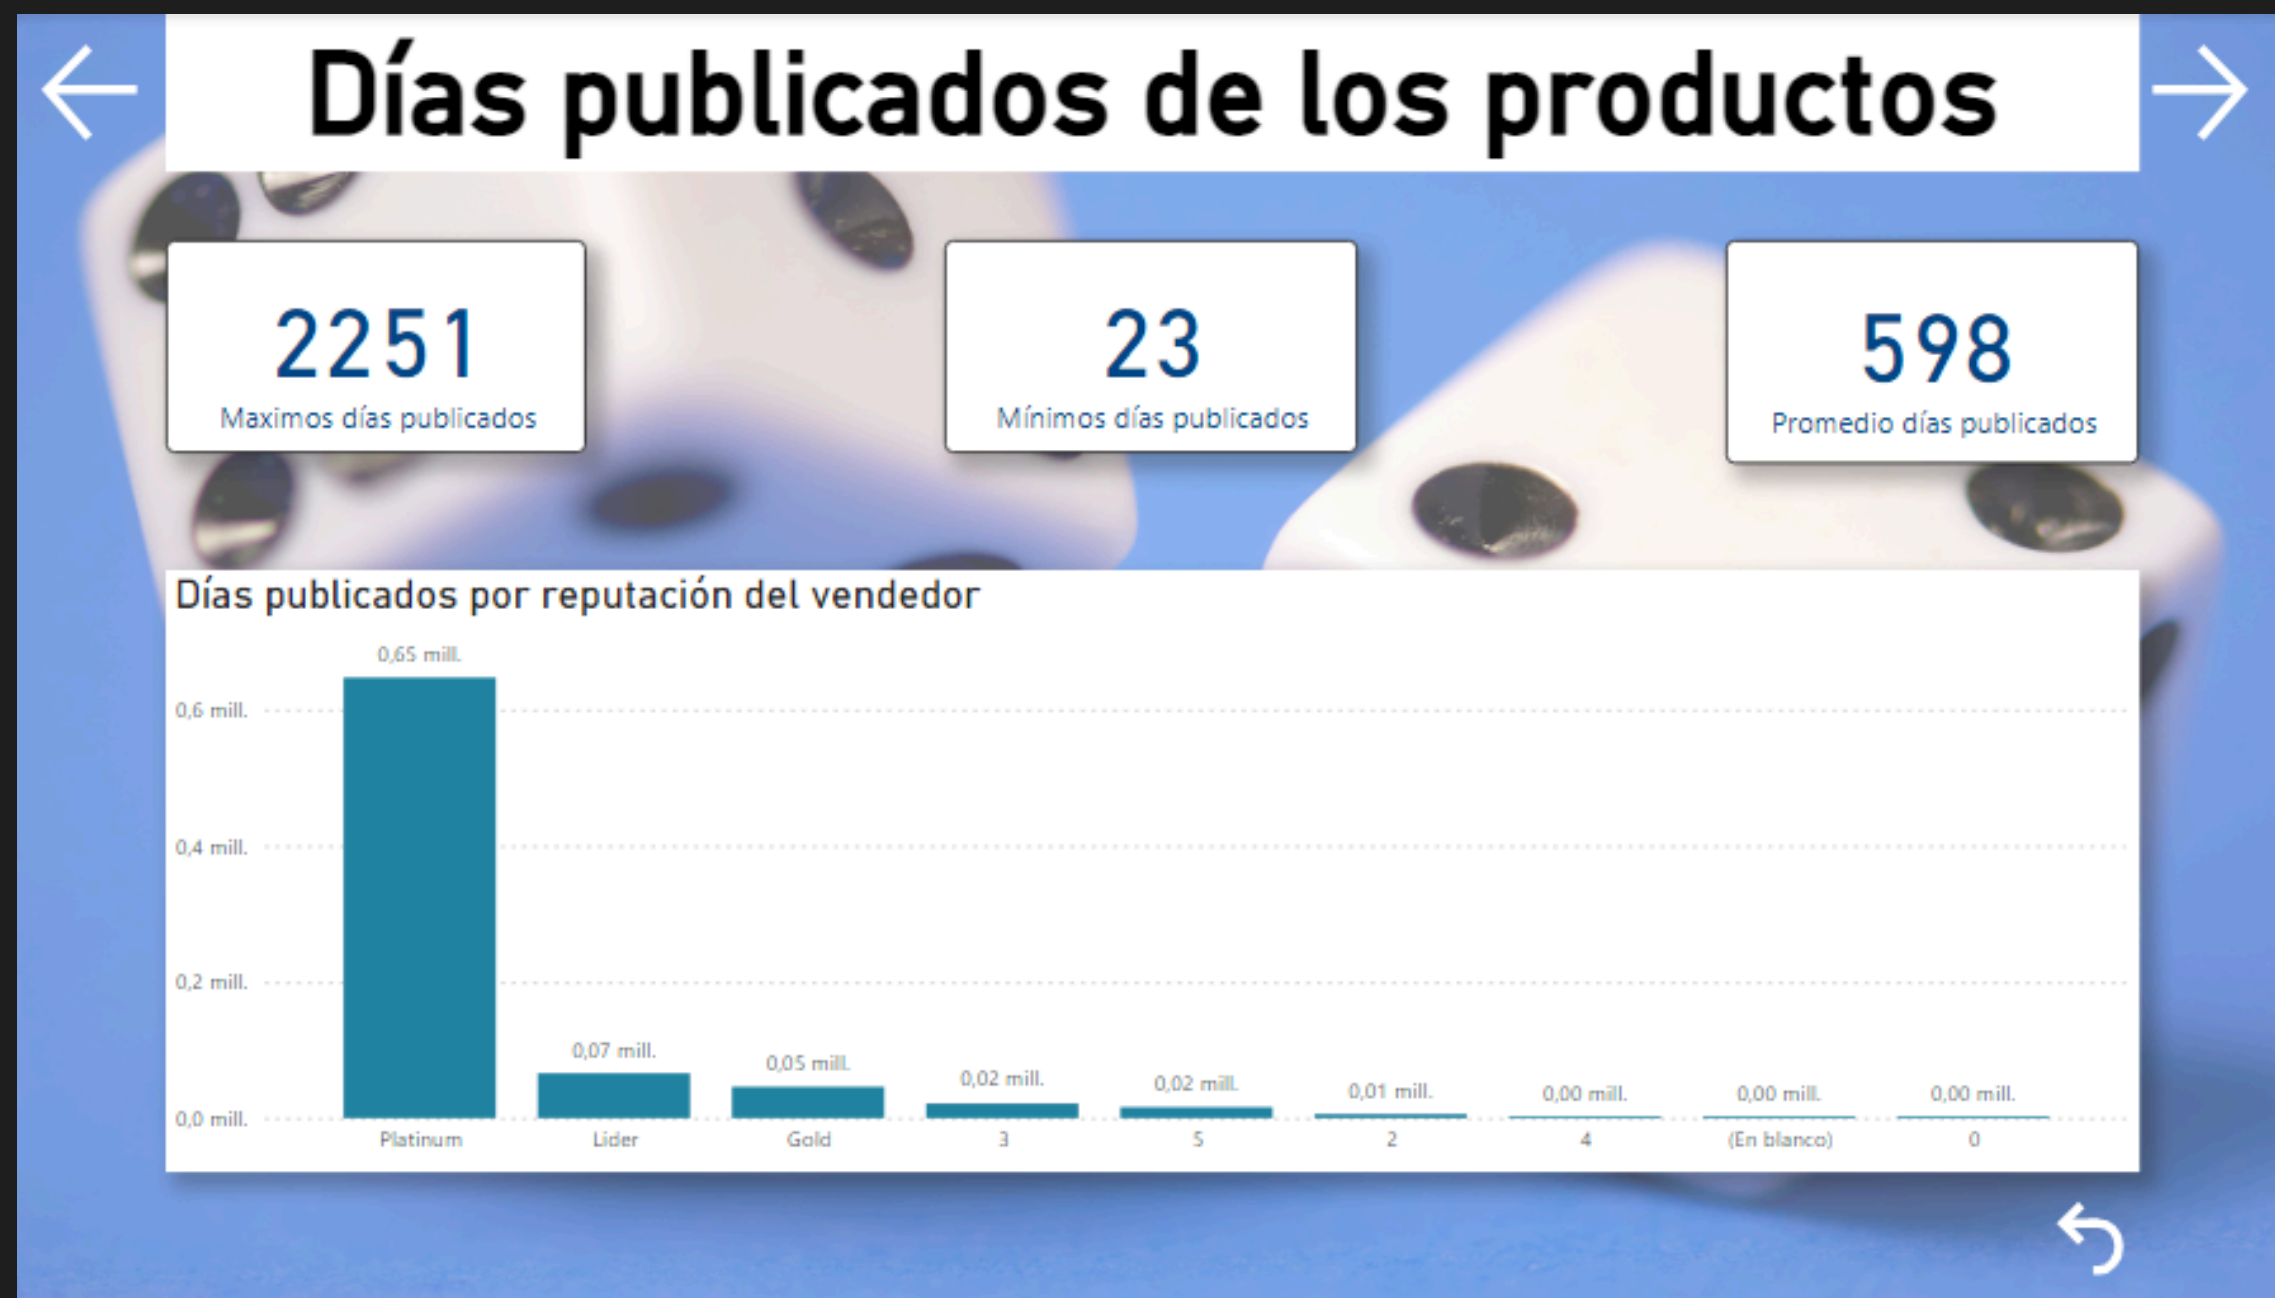 Días publicados de los productos
2251
Maximos días publicados
23
Mínimos días publicados
598
Promedio días publicados
Días publicados por reputación del vendedor
0,65 mill.
0,6 mill.
0,4 mill.
0,2 mill.
0,07 mill.
0,05 mill.
0,02 mill.
0,02 mill.
0,01 mill.
0,00 mill.
0,00 mill.
0,00 mill.
0,0 mill.
Platinum
Lider
Gold
3
5
2
4
(En blanco)
0